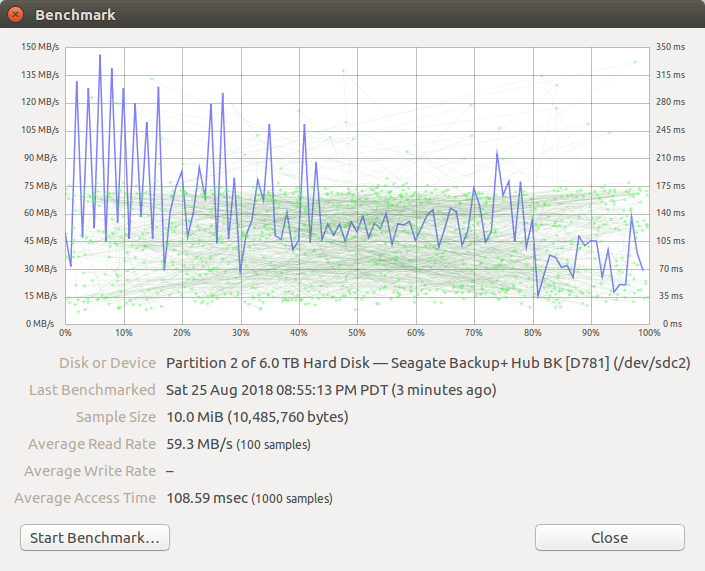 Benchmark
150 MB/s 350 ms
135 MB/s 315 ms
120 MB/s 280 ms
105 MB/s 245 ms
90 MB/s 210 ms
75 MB/s 175 ms
60 MB/s 140 ms
45 MB/s 105 ms
30 MB/s 70 ms
15 MB/s 35 ms
0 MB/s 0 ms
0% 10% 20% 30% 40% 50% 60% 70% 80% 90% 100%
Disk or Device Partition 2 of 6.0 TB Hard Disk — Seagate Backup+ Hub BK [D781] (/dev/sdc2)
Last Benchmarked Sat 25 Aug 2018 08:55:13 PM PDT (3 minutes ago)
Sample Size 10.0 MiB (10,485,760 bytes)
Average Read Rate 59.3 MB/s (100 samples)
Average Write Rate –
Average Access Time 108.59 msec (1000 samples)
Start Benchmark... Close